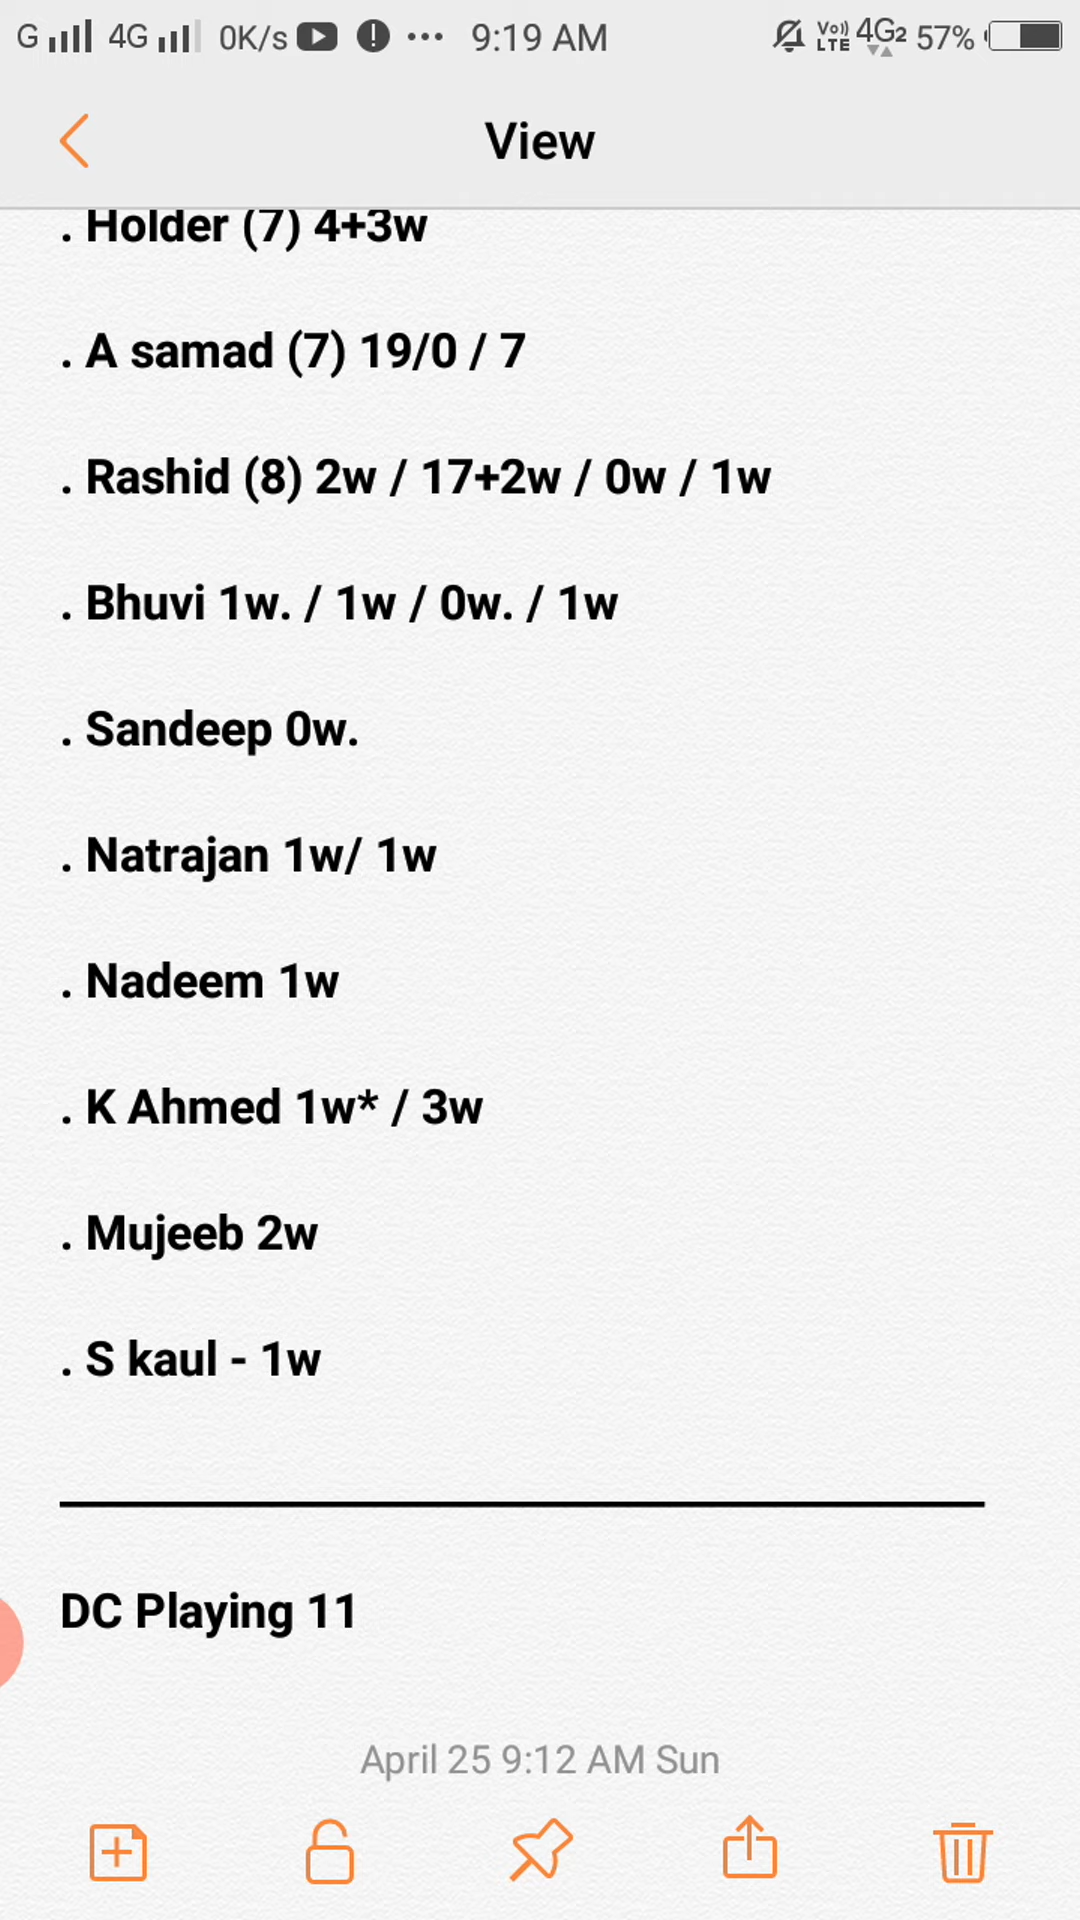 G 4G 0K/s ... 9:19 AM Vo)) LTE 4G2 57%
View
. Holder (7) 4+3w
. A samad (7) 19/0 / 7
. Rashid (8) 2w / 17+2w / 0w / 1w
. Bhuvi 1w. / 1w / 0w. / 1w
. Sandeep 0w.
. Natrajan 1w/ 1w
. Nadeem 1w
. K Ahmed 1w* / 3w
. Mujeeb 2w
. S kaul - 1w
DC Playing 11
April 25 9:12 AM Sun